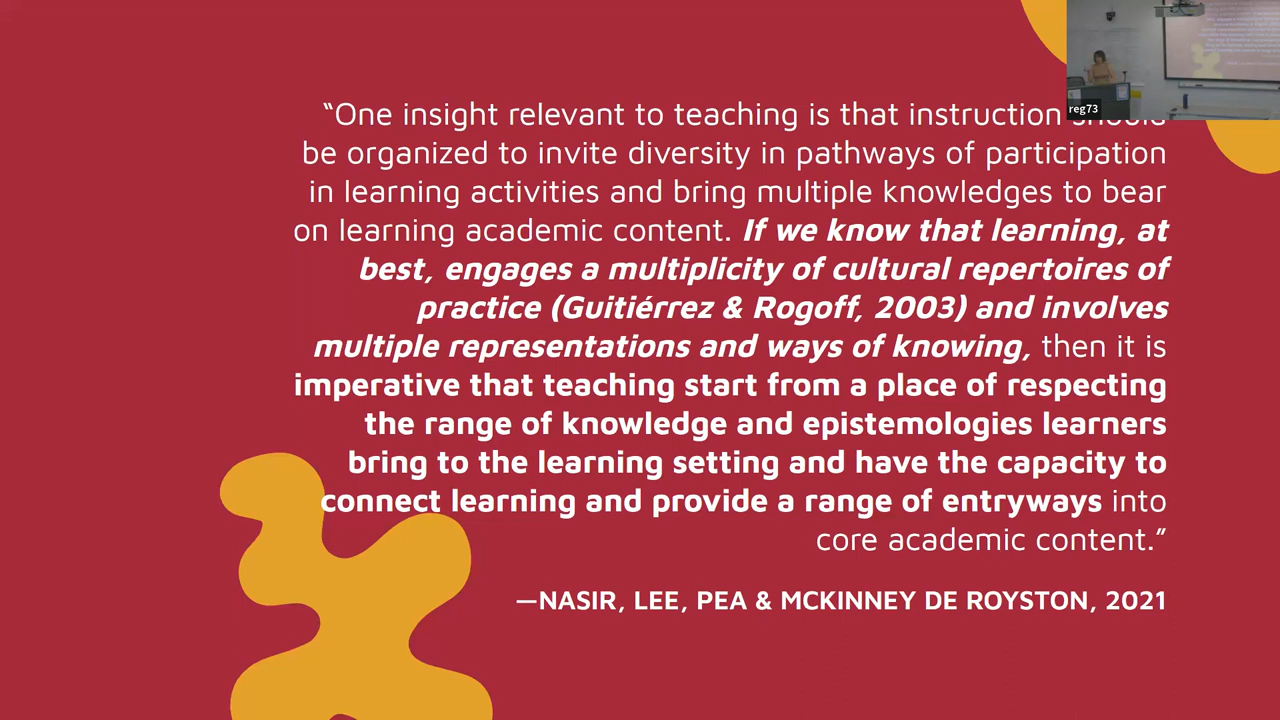 “One insight relevant to teaching is that instruction should
be organized to invite diversity in pathways of participation
in learning activities and bring multiple knowledges to bear
on learning academic content. If we know that learning, at
best, engages a multiplicity of cultural repertoires of
practice (Guitiérrez & Rogoff, 2003) and involves
multiple representations and ways of knowing, then it is
imperative that teaching start from a place of respecting
the range of knowledge and epistemologies learners
bring to the learning setting and have the capacity to
connect learning and provide a range of entryways into
core academic content.”
—NASIR, LEE, PEA & MCKINNEY DE ROYSTON, 2021
reg73